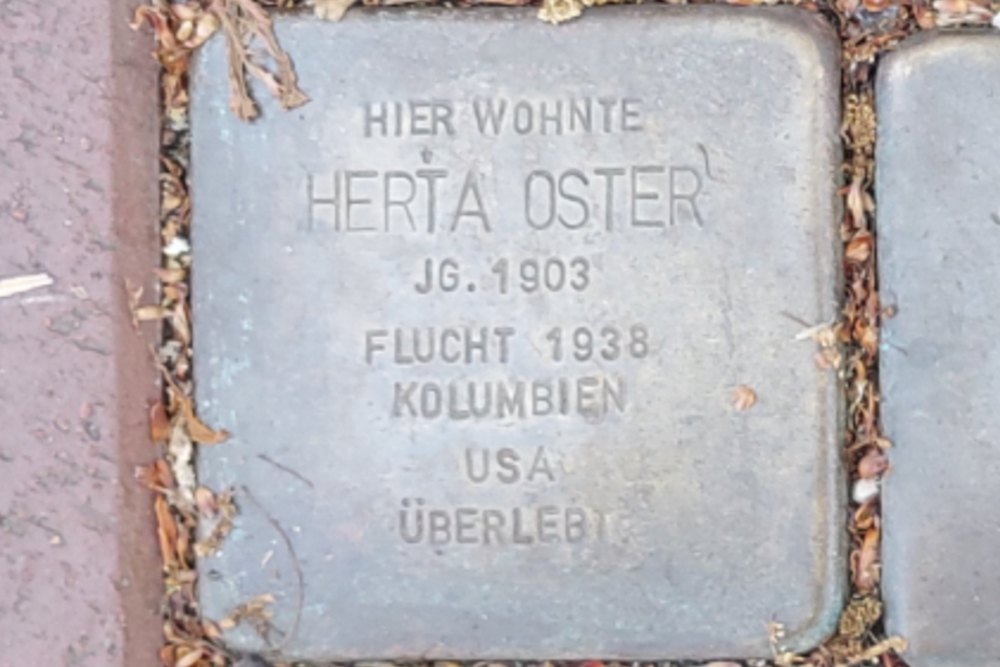 HIER WOHNTE
HERTA OSTER
JG. 1903
FLUCHT 1938
KOLUMBIEN
USA
ÜBERLEBT